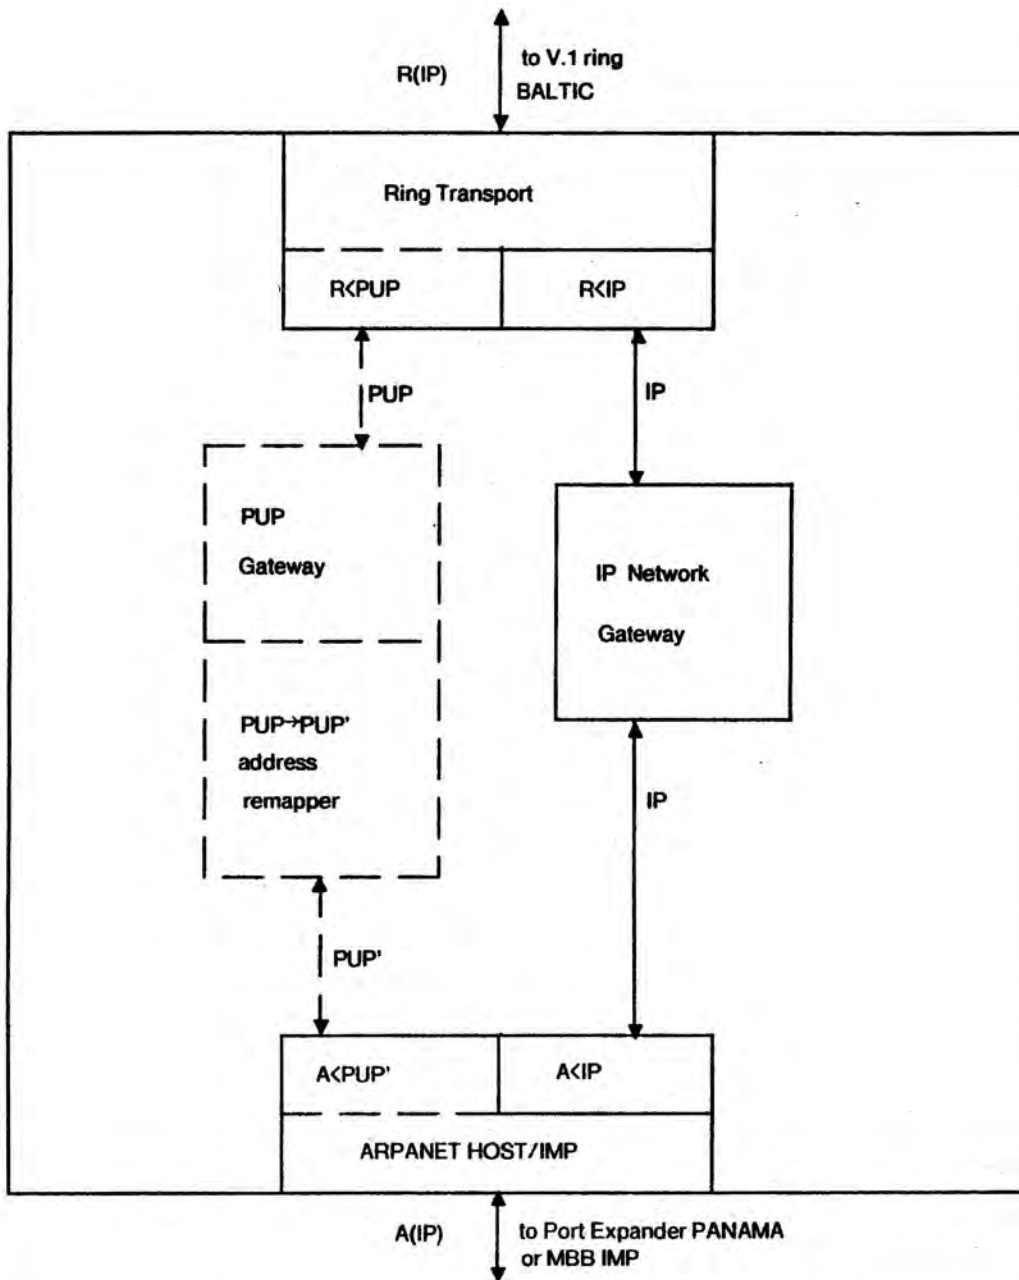 R(IP)
to V.1 ring
BALTIC
Ring Transport
R<PUP
R<IP
PUP
IP
PUP
Gateway
IP Network
Gateway
PUP→PUP'
address
remapper
IP
PUP'
A<PUP'
A<IP
ARPANET HOST/IMP
A(IP)
to Port Expander PANAMA
or MBB IMP